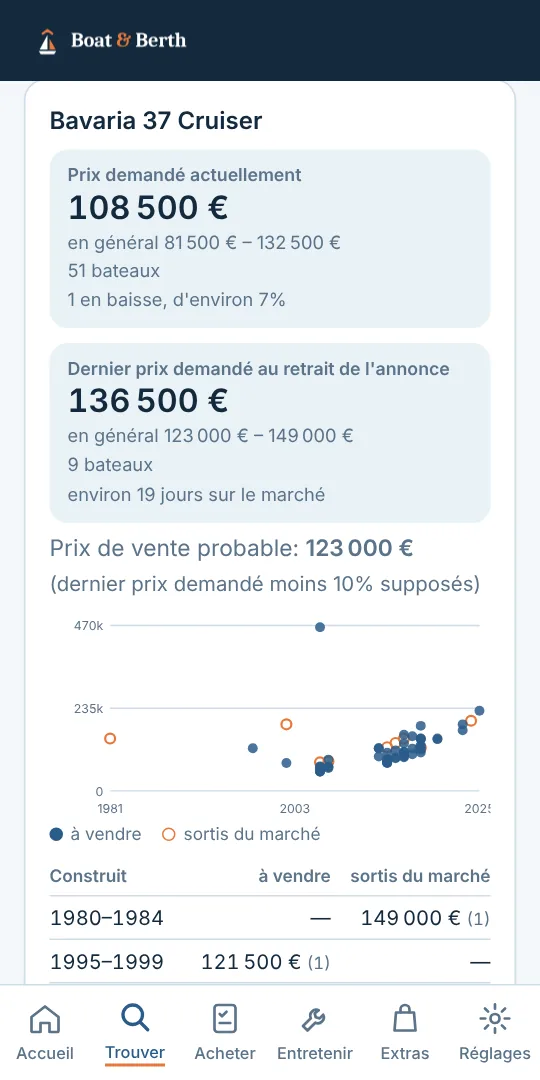 Boat & Berth
Bavaria 37 Cruiser
Prix demandé actuellement
108 500 €
en général 81 500 € – 132 500 €
51 bateaux
1 en baisse, d'environ 7%
Dernier prix demandé au retrait de l'annonce
136 500 €
en général 123 000 € – 149 000 €
9 bateaux
environ 19 jours sur le marché
Prix de vente probable: 123 000 €
(dernier prix demandé moins 10% supposés)
470k
235k
0
1981 2003 2025
à vendre sortis du marché
Construit à vendre sortis du marché
1980–1984 — 149 000 € (1)
1995–1999 121 500 € (1) —
Accueil Trouver Acheter Entretenir Extras Réglages